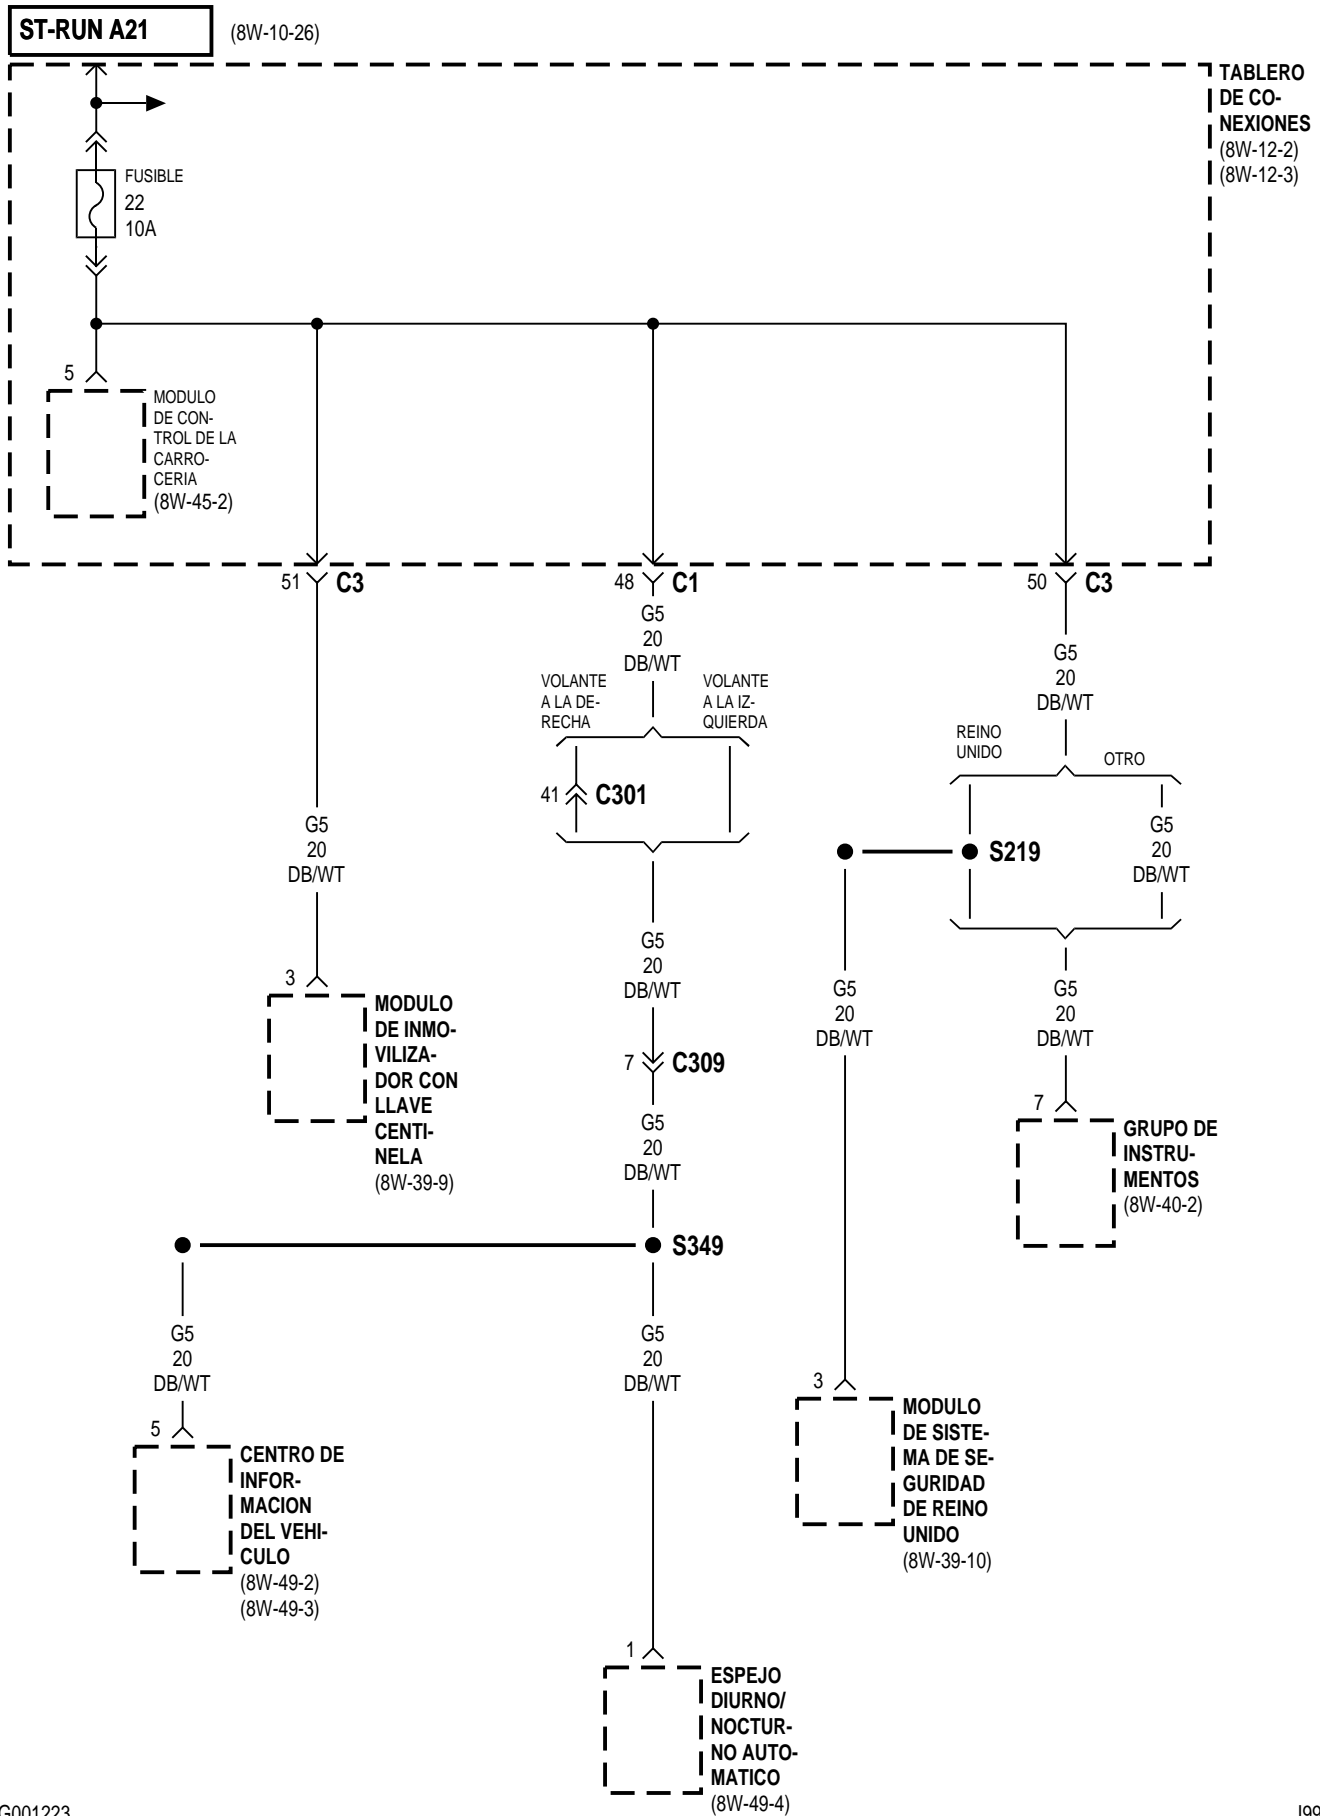 ST-RUN A21
(8W-10-26)
TABLERO
DE CO-
NEXIONES
(8W-12-2)
(8W-12-3)
FUSIBLE
22
10A
5
MODULO
DE CON-
TROL DE LA
CARRO-
CERIA
(8W-45-2)
51
C3
48
C1
50
C3
G5
20
DB/WT
G5
20
DB/WT
VOLANTE
A LA DE-
RECHA
VOLANTE
A LA IZ-
QUIERDA
REINO
UNIDO
OTRO
41
C301
G5
20
DB/WT
G5
20
DB/WT
S219
G5
20
DB/WT
G5
20
DB/WT
G5
20
DB/WT
3
MODULO
DE INMO-
VILIZA-
DOR CON
LLAVE
CENTI-
NELA
(8W-39-9)
7
C309
7
GRUPO DE
INSTRU-
MENTOS
(8W-40-2)
G5
20
DB/WT
S349
G5
20
DB/WT
G5
20
DB/WT
5
CENTRO DE
INFOR-
MACION
DEL VEHI-
CULO
(8W-49-2)
(8W-49-3)
3
MODULO
DE SISTE-
MA DE SE-
GURIDAD
DE REINO
UNIDO
(8W-39-10)
1
ESPEJO
DIURNO/
NOCTUR-
NO AUTO-
MATICO
(8W-49-4)
G001223